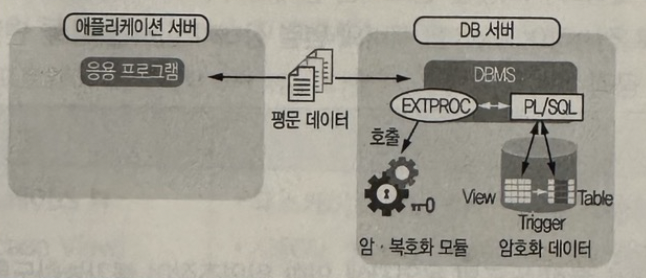 애플리케이션 서버
응용 프로그램
평문 데이터
DB 서버
DBMS
EXTPROC
PL/SQL
호출
View
Table
Trigger
암·복호화 모듈
암호화 데이터